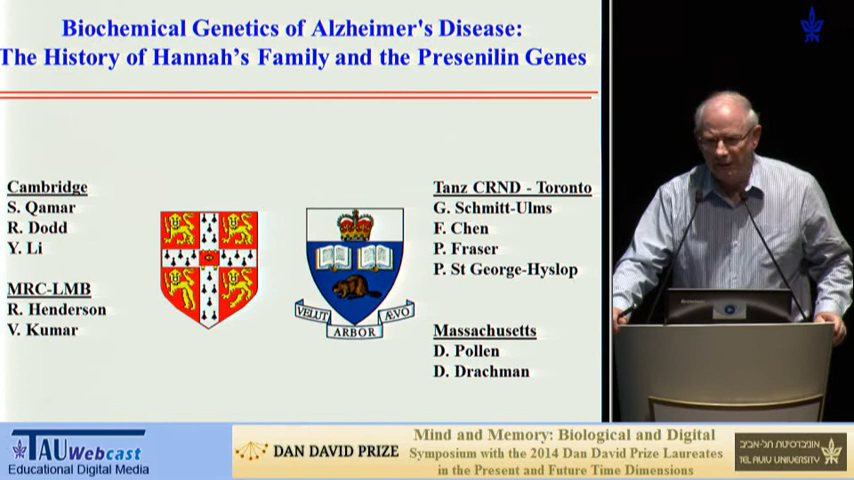 Biochemical Genetics of Alzheimer's Disease:
The History of Hannah's Family and the Presenilin Genes
Cambridge
S. Qamar
R. Dodd
Y. Li
MRC-LMB
R. Henderson
V. Kumar
VELUT ARBOR ÆVO
Tanz CRND - Toronto
G. Schmitt-Ulms
F. Chen
P. Fraser
P. St George-Hyslop
Massachusetts
D. Pollen
D. Drachman
TAU Webcast
Educational Digital Media
DAN DAVID PRIZE
Mind and Memory: Biological and Digital
Symposium with the 2014 Dan David Prize Laureates
in the Present and Future Time Dimensions
אוניברסיטת תל-אביב
TEL AVIV UNIVERSITY